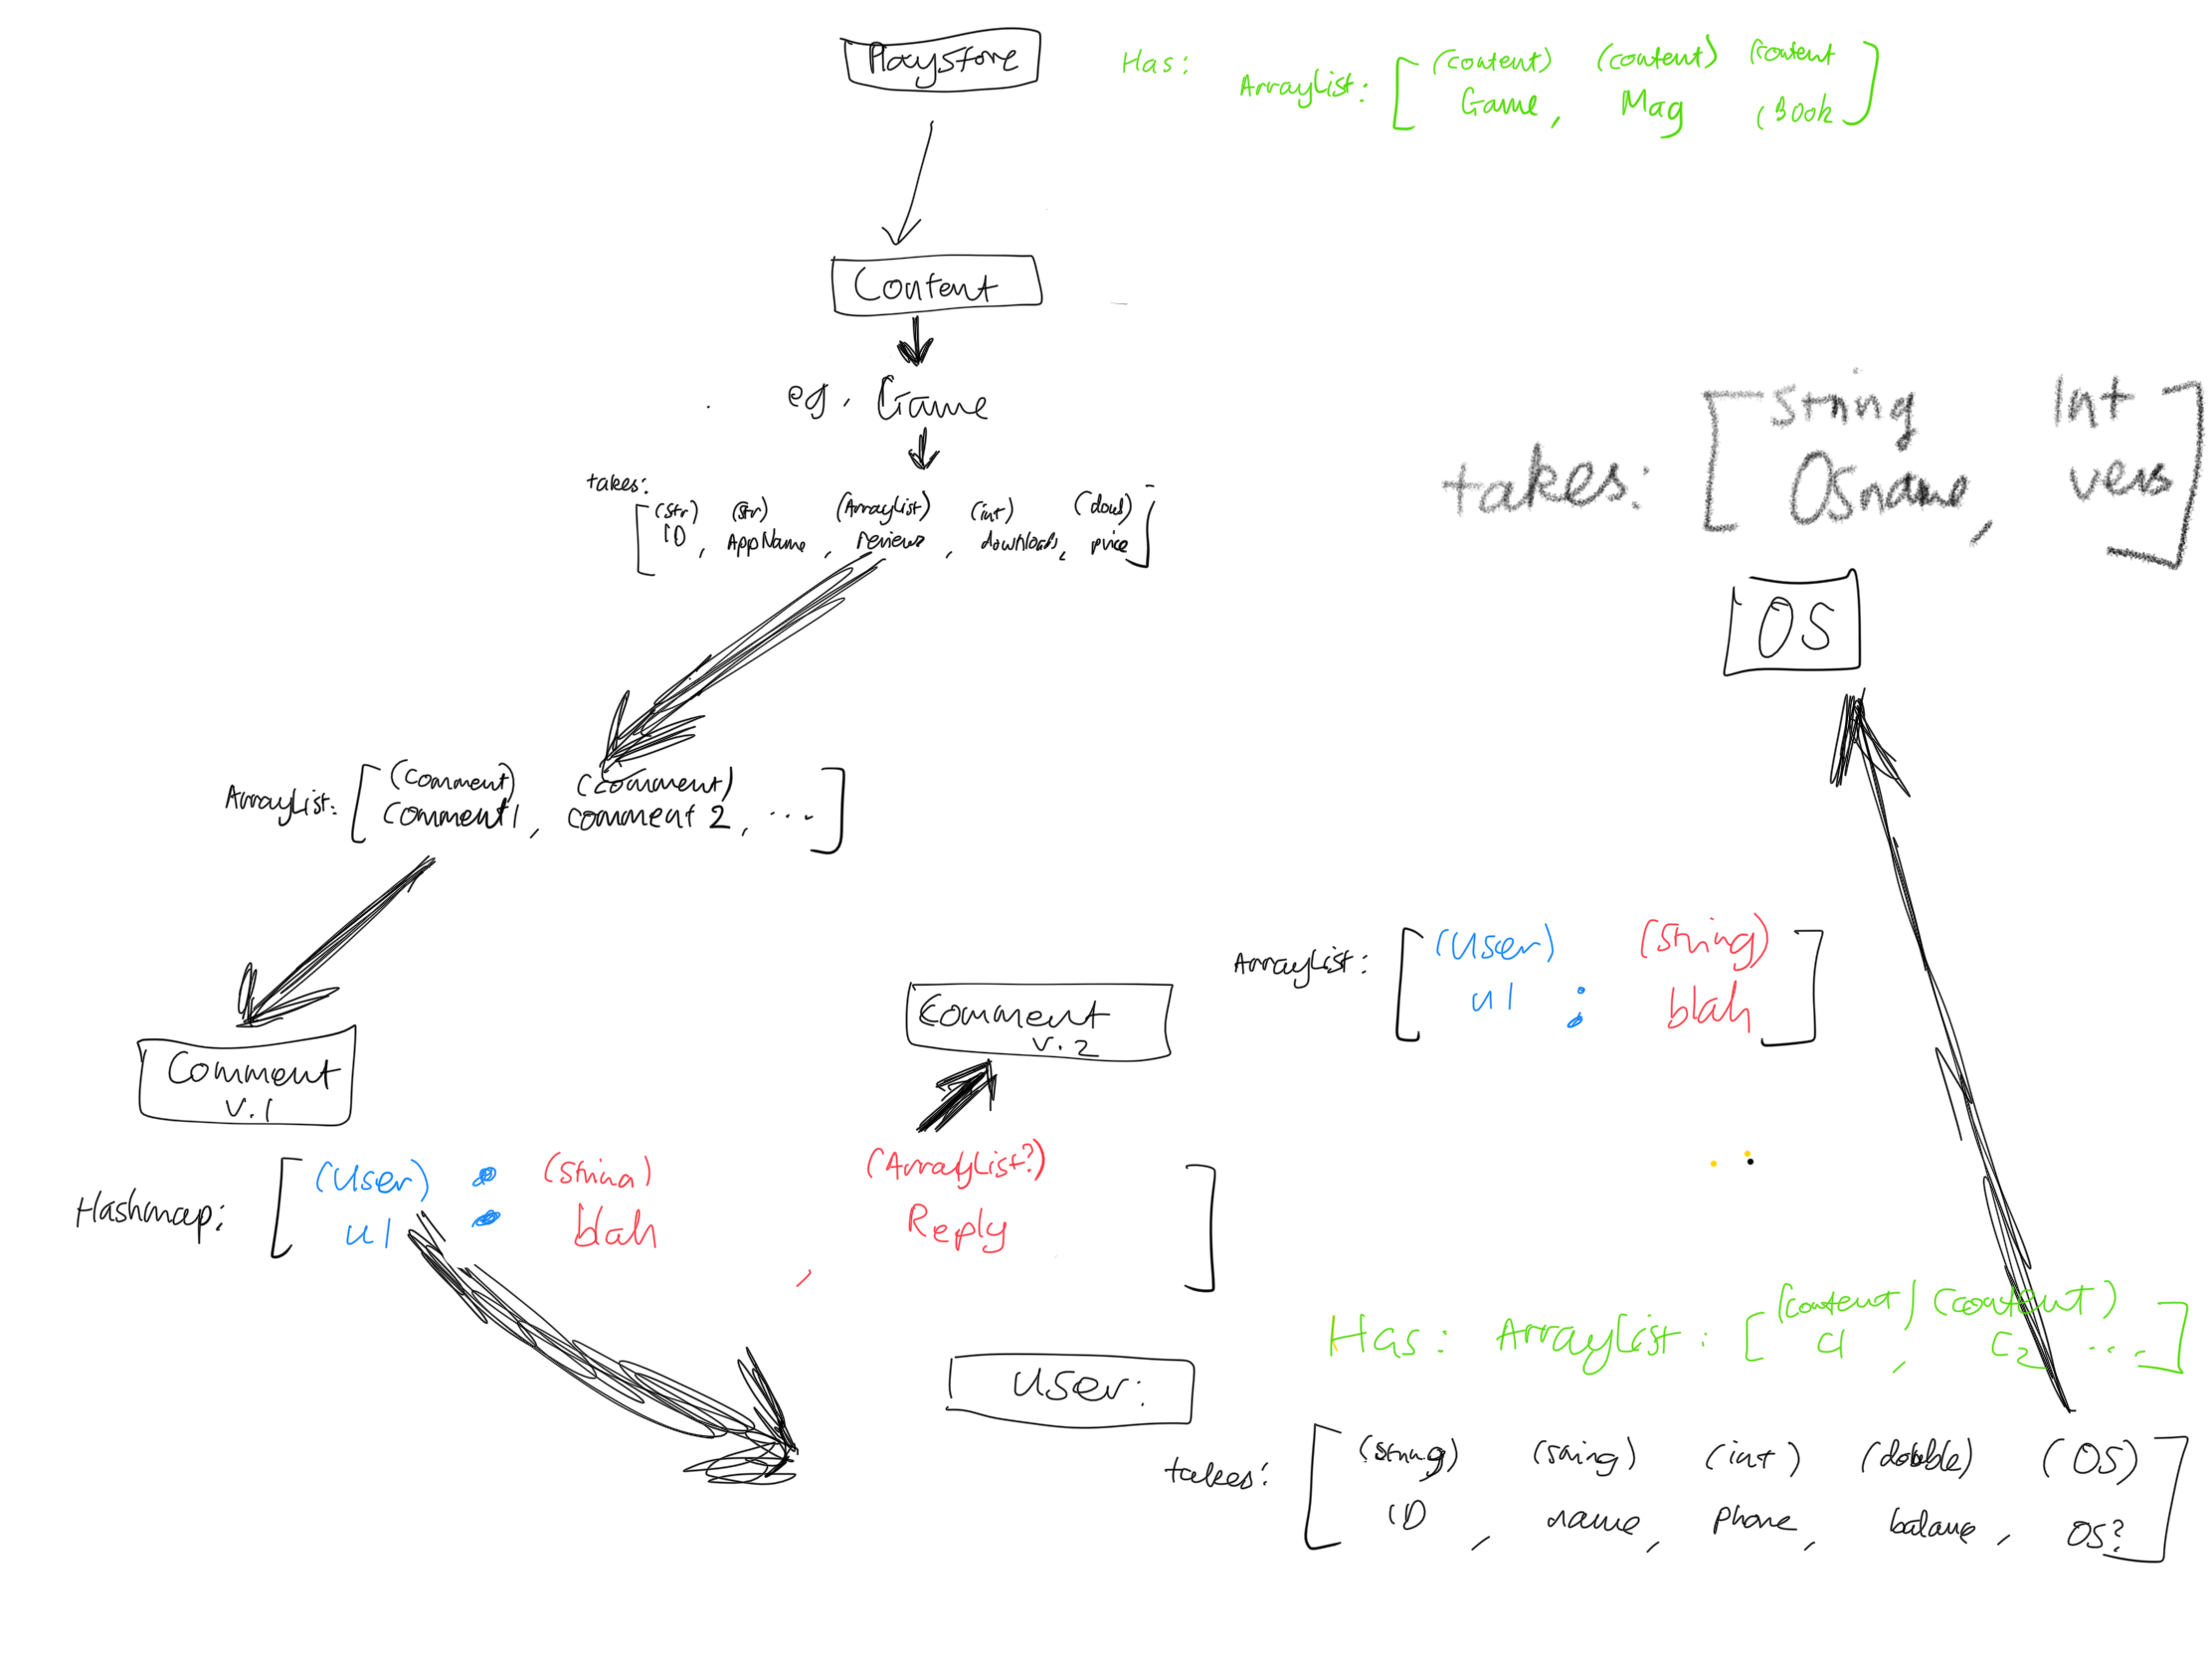 Playstore
Has:
ArrayList: [ (content) (content) (content
Game, Mag (Book ]
Content
eg. Game
takes:
[ (str) (str) (ArrayList) (int) (doul)
ID, AppName, reviews, downloads, price ]
takes: [ String Int
OSname, vers ]
OS
ArrayList: [ (comment) (comment)
comment1, comment 2, ... ]
Comment
v.1
Comment
v.2
ArrayList: [ (User) (String)
u1 : blah ]
Hashmap: [ (User) : (String) (ArrayList?)
u1 : blah, Reply ]
Has: ArrayList: [ (content) (content)
C1, C2 ... ]
User:
takes: [ (string) (sring) (int) (double) (OS)
ID, name, phone, balance, OS? ]